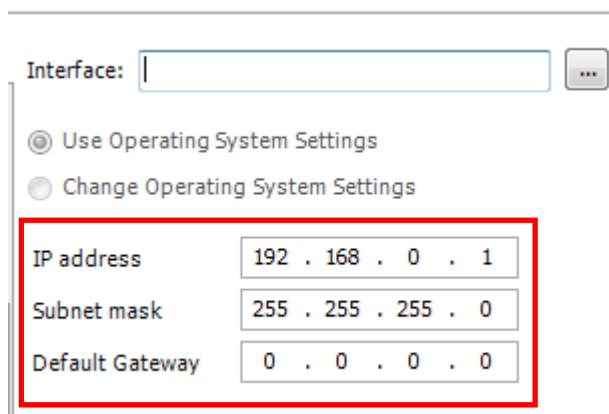 Interface: ...
Use Operating System Settings
Change Operating System Settings
IP address 192 . 168 . 0 . 1
Subnet mask 255 . 255 . 255 . 0
Default Gateway 0 . 0 . 0 . 0